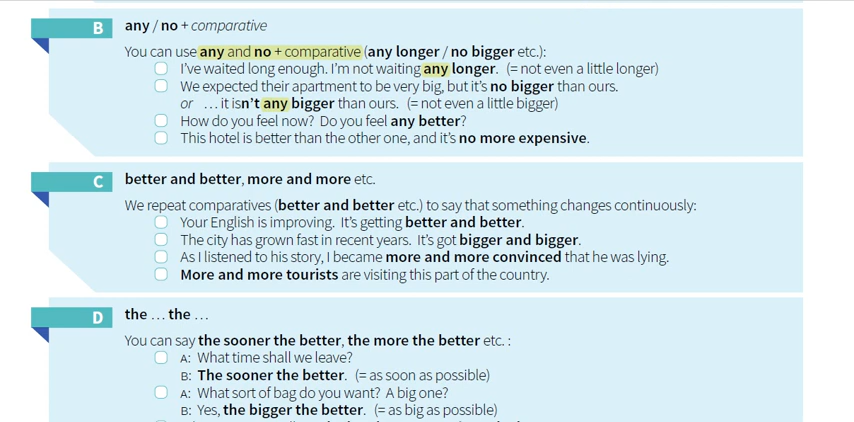 B any / no + comparative
You can use any and no + comparative (any longer / no bigger etc.):
I've waited long enough. I'm not waiting any longer. (= not even a little longer)
We expected their apartment to be very big, but it's no bigger than ours.
or … it isn't any bigger than ours. (= not even a little bigger)
How do you feel now? Do you feel any better?
This hotel is better than the other one, and it's no more expensive.
C better and better, more and more etc.
We repeat comparatives (better and better etc.) to say that something changes continuously:
Your English is improving. It's getting better and better.
The city has grown fast in recent years. It's got bigger and bigger.
As I listened to his story, I became more and more convinced that he was lying.
More and more tourists are visiting this part of the country.
D the … the …
You can say the sooner the better, the more the better etc. :
A: What time shall we leave?
B: The sooner the better. (= as soon as possible)
A: What sort of bag do you want? A big one?
B: Yes, the bigger the better. (= as big as possible)